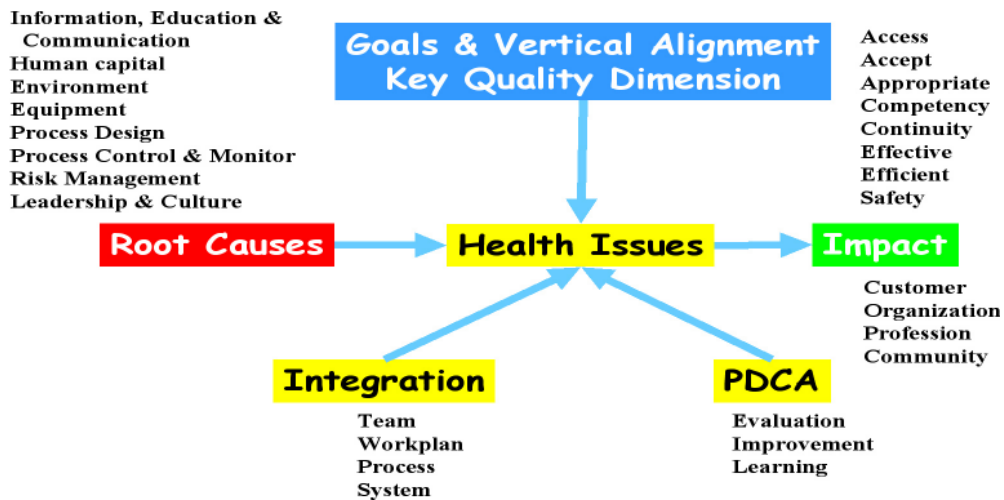 Information, Education &
Communication
Human capital
Environment
Equipment
Process Design
Process Control & Monitor
Risk Management
Leadership & Culture
Goals & Vertical Alignment
Key Quality Dimension
Access
Accept
Appropriate
Competency
Continuity
Effective
Efficient
Safety
Root Causes
Health Issues
Impact
Customer
Organization
Profession
Community
Integration
Team
Workplan
Process
System
PDCA
Evaluation
Improvement
Learning